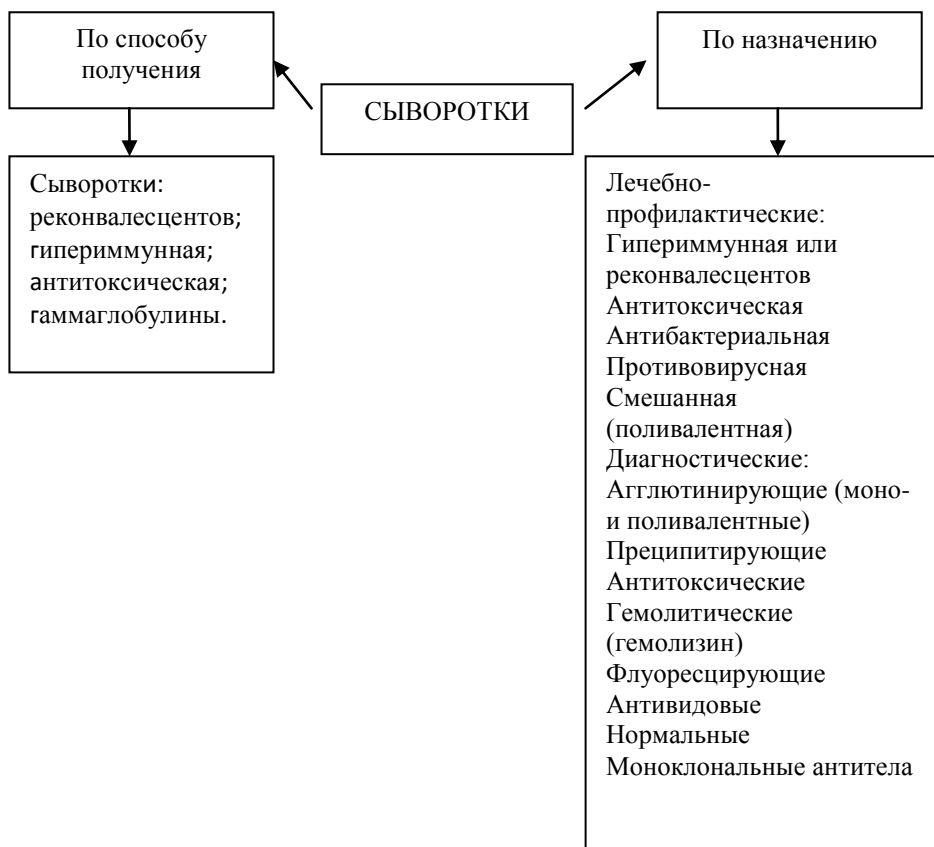 По способу
получения
СЫВОРОТКИ
По назначению
Сыворотки:
реконвалесцентов;
гипериммунная;
антитоксическая;
гаммаглобулины.
Лечебно-
профилактические:
Гипериммунная или
реконвалесцентов
Антитоксическая
Антибактериальная
Противовирусная
Смешанная
(поливалентная)
Диагностические:
Агглютинирующие (моно-
и поливалентные)
Преципитирующие
Антитоксические
Гемолитические
(гемолизин)
Флуоресцирующие
Антивидовые
Нормальные
Моноклональные антитела